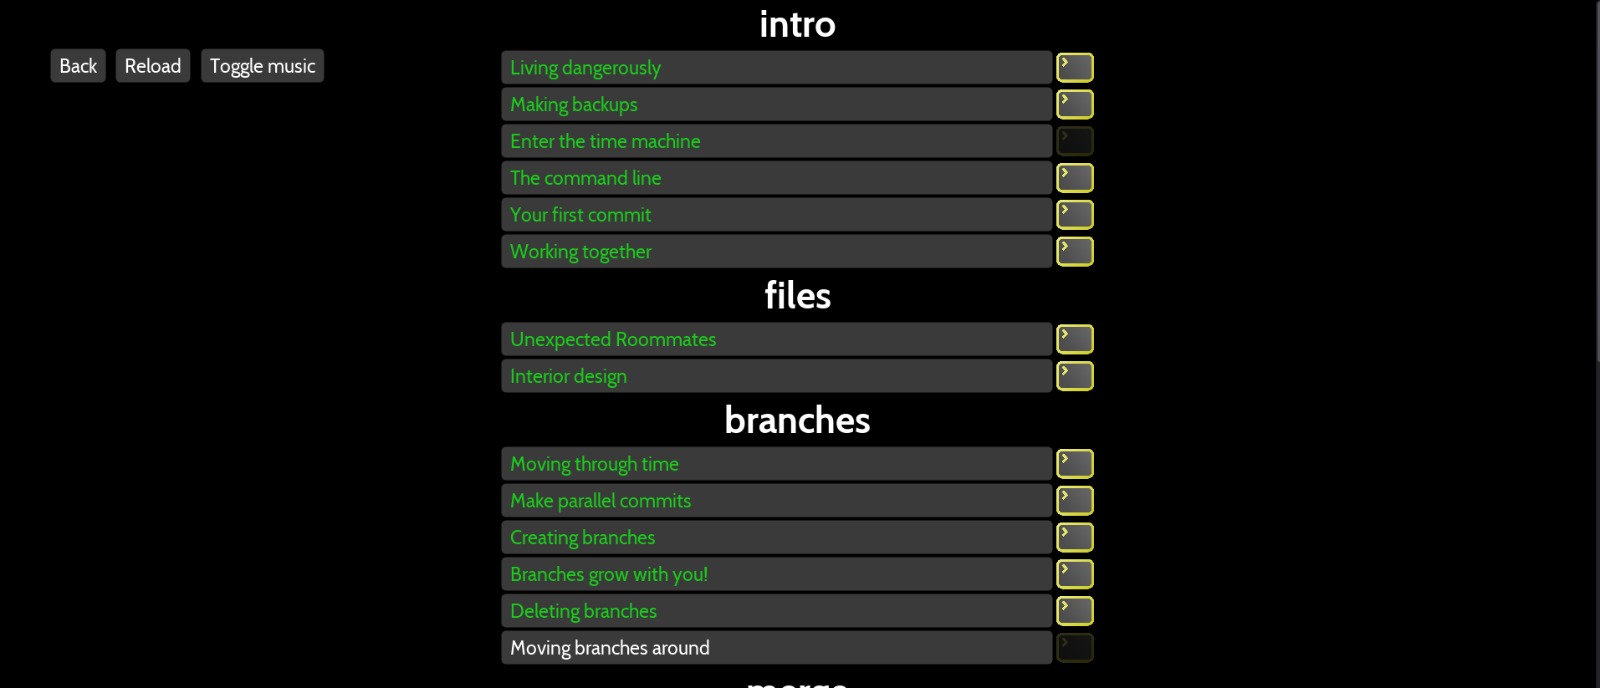 intro
Back Reload Toggle music
Living dangerously
Making backups
Enter the time machine
The command line
Your first commit
Working together
files
Unexpected Roommates
Interior design
branches
Moving through time
Make parallel commits
Creating branches
Branches grow with you!
Deleting branches
Moving branches around